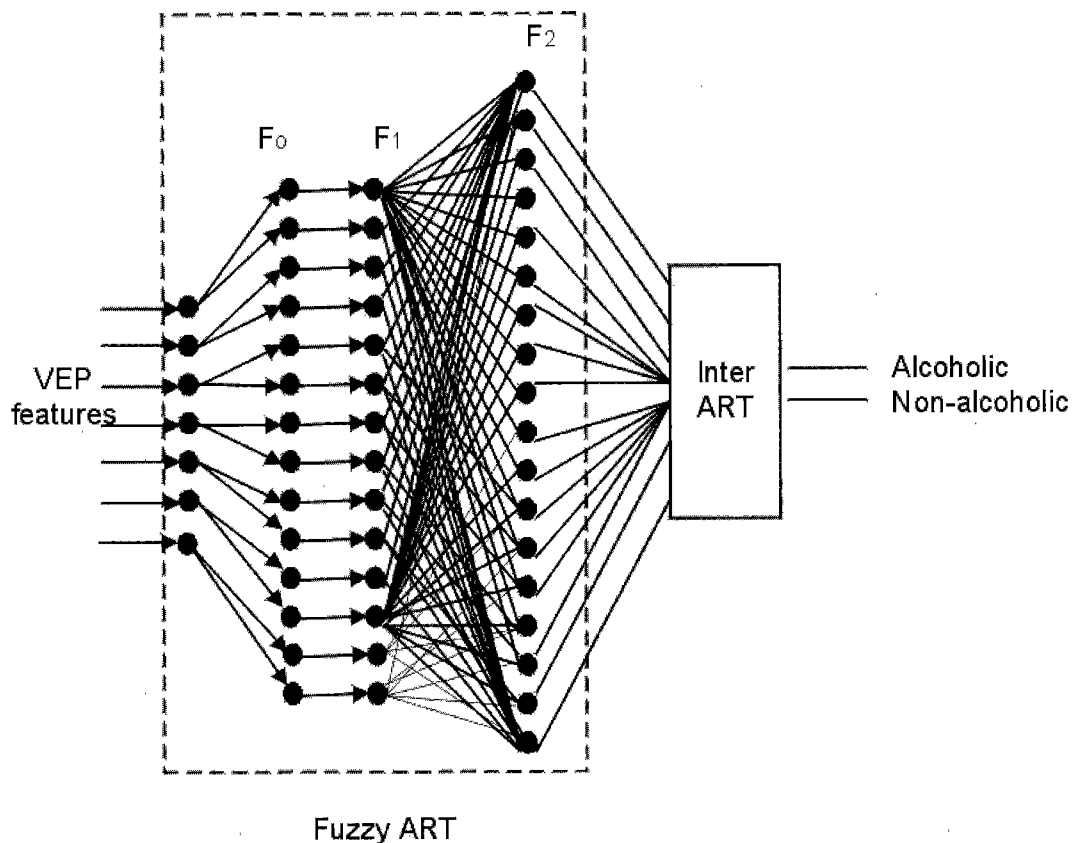 F2
F0
F1
VEP
features
Inter
ART
Alcoholic
Non-alcoholic
Fuzzy ART